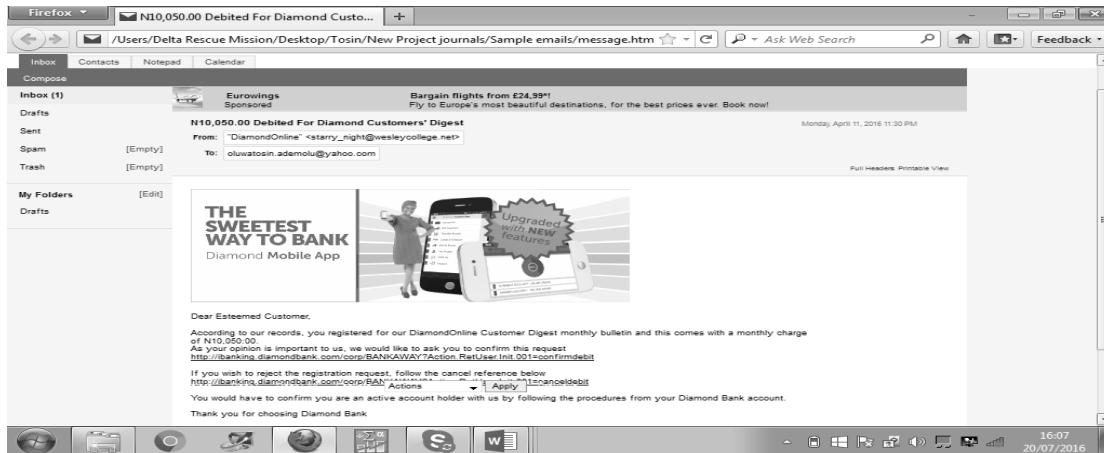 Firefox
N10,050.00 Debited For Diamond Custo...
/Users/Delta Rescue Mission/Desktop/Tosin/New Project journals/Sample emails/message.htm
Ask Web Search
Feedback
Inbox Contacts Notepad Calendar
Compose
Inbox (1)
Drafts
Sent
Spam [Empty]
Trash [Empty]
My Folders [Edit]
Drafts
Eurowings Bargain flights from £24,99*!
Sponsored Fly to Europe's most beautiful destinations, for the best prices ever. Book now!
N10,050.00 Debited For Diamond Customers' Digest
Monday, April 11, 2016 11:30 PM
From: "DiamondOnline" <starry_night@wesleycollege.net>
To: oluwatosin.ademolu@yahoo.com
Full Headers Printable View
THE
SWEETEST
WAY TO BANK
Diamond Mobile App
Upgraded
with NEW
features
Dear Esteemed Customer,
According to our records, you registered for our DiamondOnline Customer Digest monthly bulletin and this comes with a monthly charge
of N10,050:00.
As your opinion is important to us, we would like to ask you to confirm this request
http://ibanking.diamondbank.com/corp/BANKAWAY?Action.RetUser.Init.001=confirmdebit
If you wish to reject the registration request, follow the cancel reference below
Actions Apply
You would have to confirm you are an active account holder with us by following the procedures from your Diamond Bank account.
Thank you for choosing Diamond Bank
16:07
20/07/2016